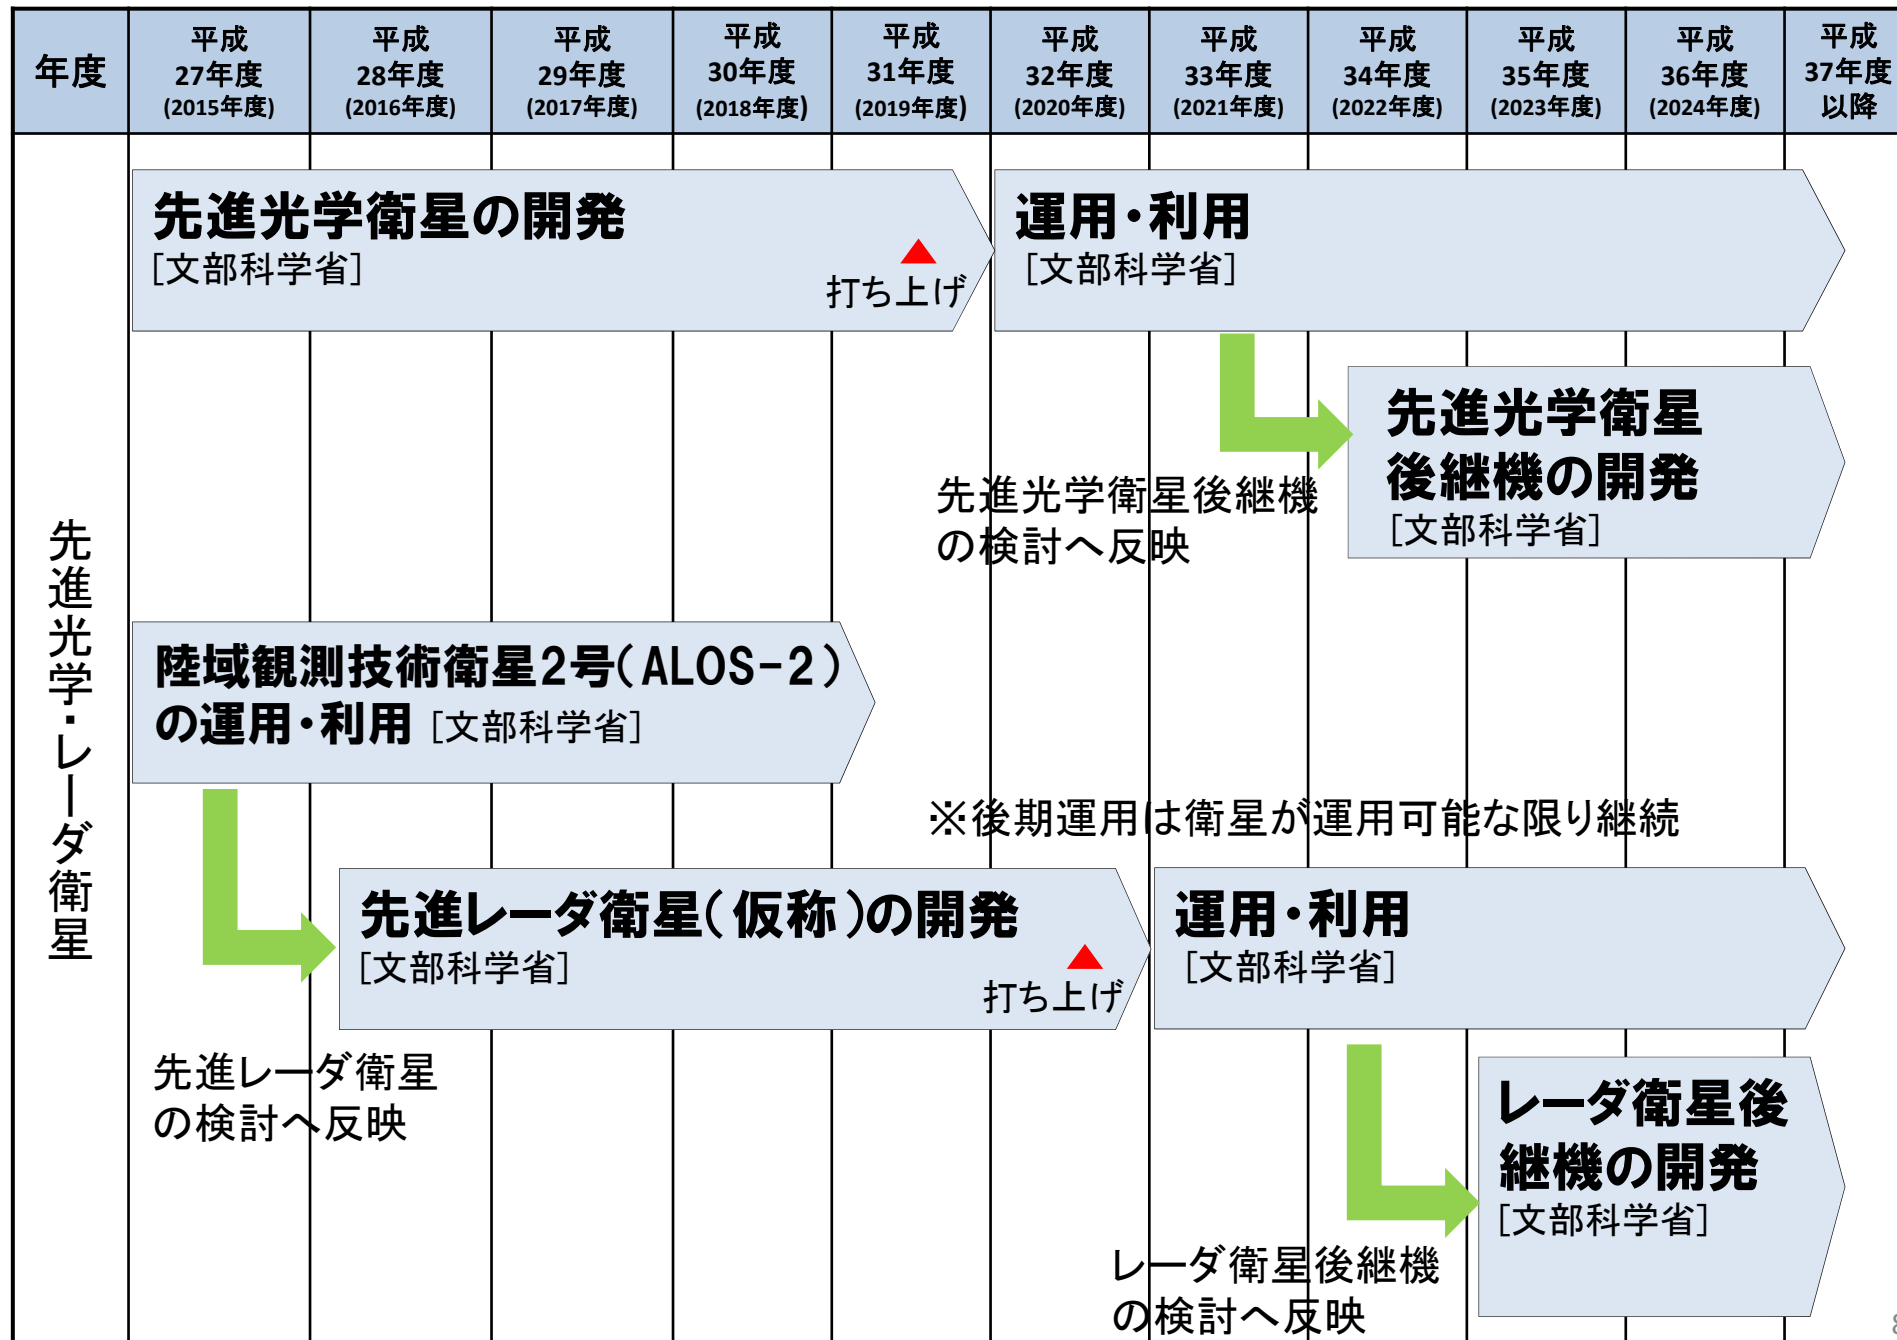 年度
平成
27年度
(2015年度)
平成
28年度
(2016年度)
平成
29年度
(2017年度)
平成
30年度
(2018年度)
平成
31年度
(2019年度)
平成
32年度
(2020年度)
平成
33年度
(2021年度)
平成
34年度
(2022年度)
平成
35年度
(2023年度)
平成
36年度
(2024年度)
平成
37年度
以降
先進光学・レーダ衛星
先進光学衛星の開発
[文部科学省]
打ち上げ
運用・利用
[文部科学省]
先進光学衛星後継機
の検討へ反映
先進光学衛星
後継機の開発
[文部科学省]
陸域観測技術衛星2号(ALOS-2)
の運用・利用 [文部科学省]
※後期運用は衛星が運用可能な限り継続
先進レーダ衛星(仮称)の開発
[文部科学省]
打ち上げ
運用・利用
[文部科学省]
先進レーダ衛星
の検討へ反映
レーダ衛星後
継機の開発
[文部科学省]
レーダ衛星後継機
の検討へ反映